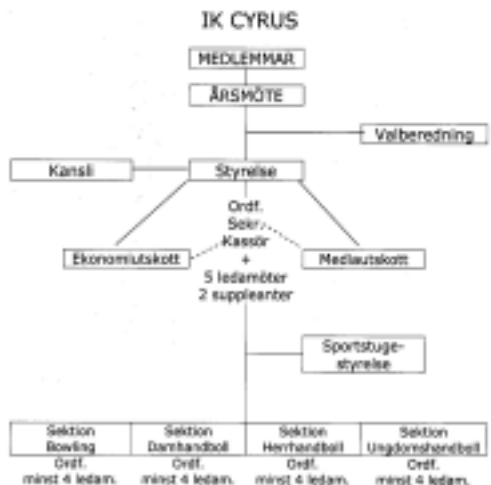 IK CYRUS
MEDLEMMAR
ÅRSMÖTE
Valberedning
Kansli
Styrelse
Ordf.
Sekr.
Kassör
Ekonomiutskott
+
Mediautskott
5 ledamöter
2 suppleanter
Sportstuge-
styrelse
Sektion Sektion Sektion Sektion
Bowling Damhandboll Herrhandboll Ungdomshandboll
Ordf. Ordf. Ordf. Ordf.
minst 4 ledam. minst 4 ledam. minst 4 ledam. minst 4 ledam.